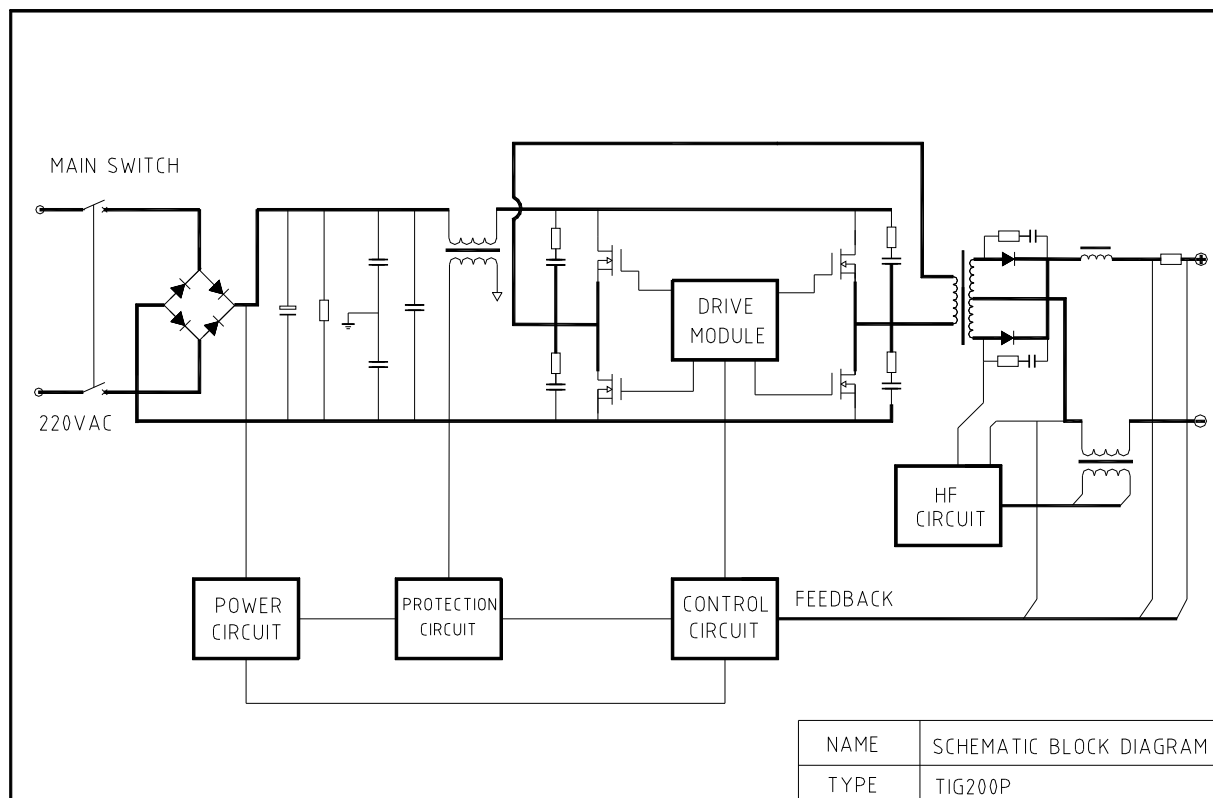 MAIN SWITCH
220VAC
DRIVE
MODULE
HF
CIRCUIT
POWER
CIRCUIT
PROTECTION
CIRCUIT
CONTROL
CIRCUIT
FEEDBACK
NAME SCHEMATIC BLOCK DIAGRAM
TYPE TIG200P